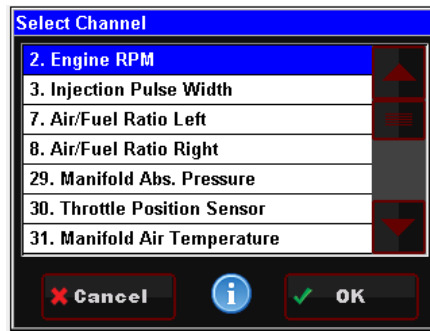 Select Channel
2. Engine RPM
3. Injection Pulse Width
7. Air/Fuel Ratio Left
8. Air/Fuel Ratio Right
29. Manifold Abs. Pressure
30. Throttle Position Sensor
31. Manifold Air Temperature
Cancel
OK